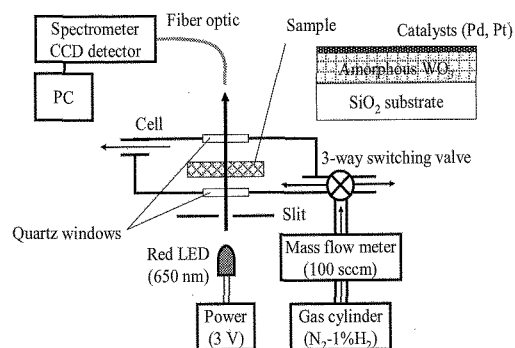 Fiber optic
Spectrometer
CCD detector
PC
Sample
Catalysts (Pd, Pt)
Amorphous WO3
SiO2 substrate
Cell
3-way switching valve
Quartz windows
Slit
Red LED
(650 nm)
Mass flow meter
(100 sccm)
Power
(3 V)
Gas cylinder
(N2-1%H2)